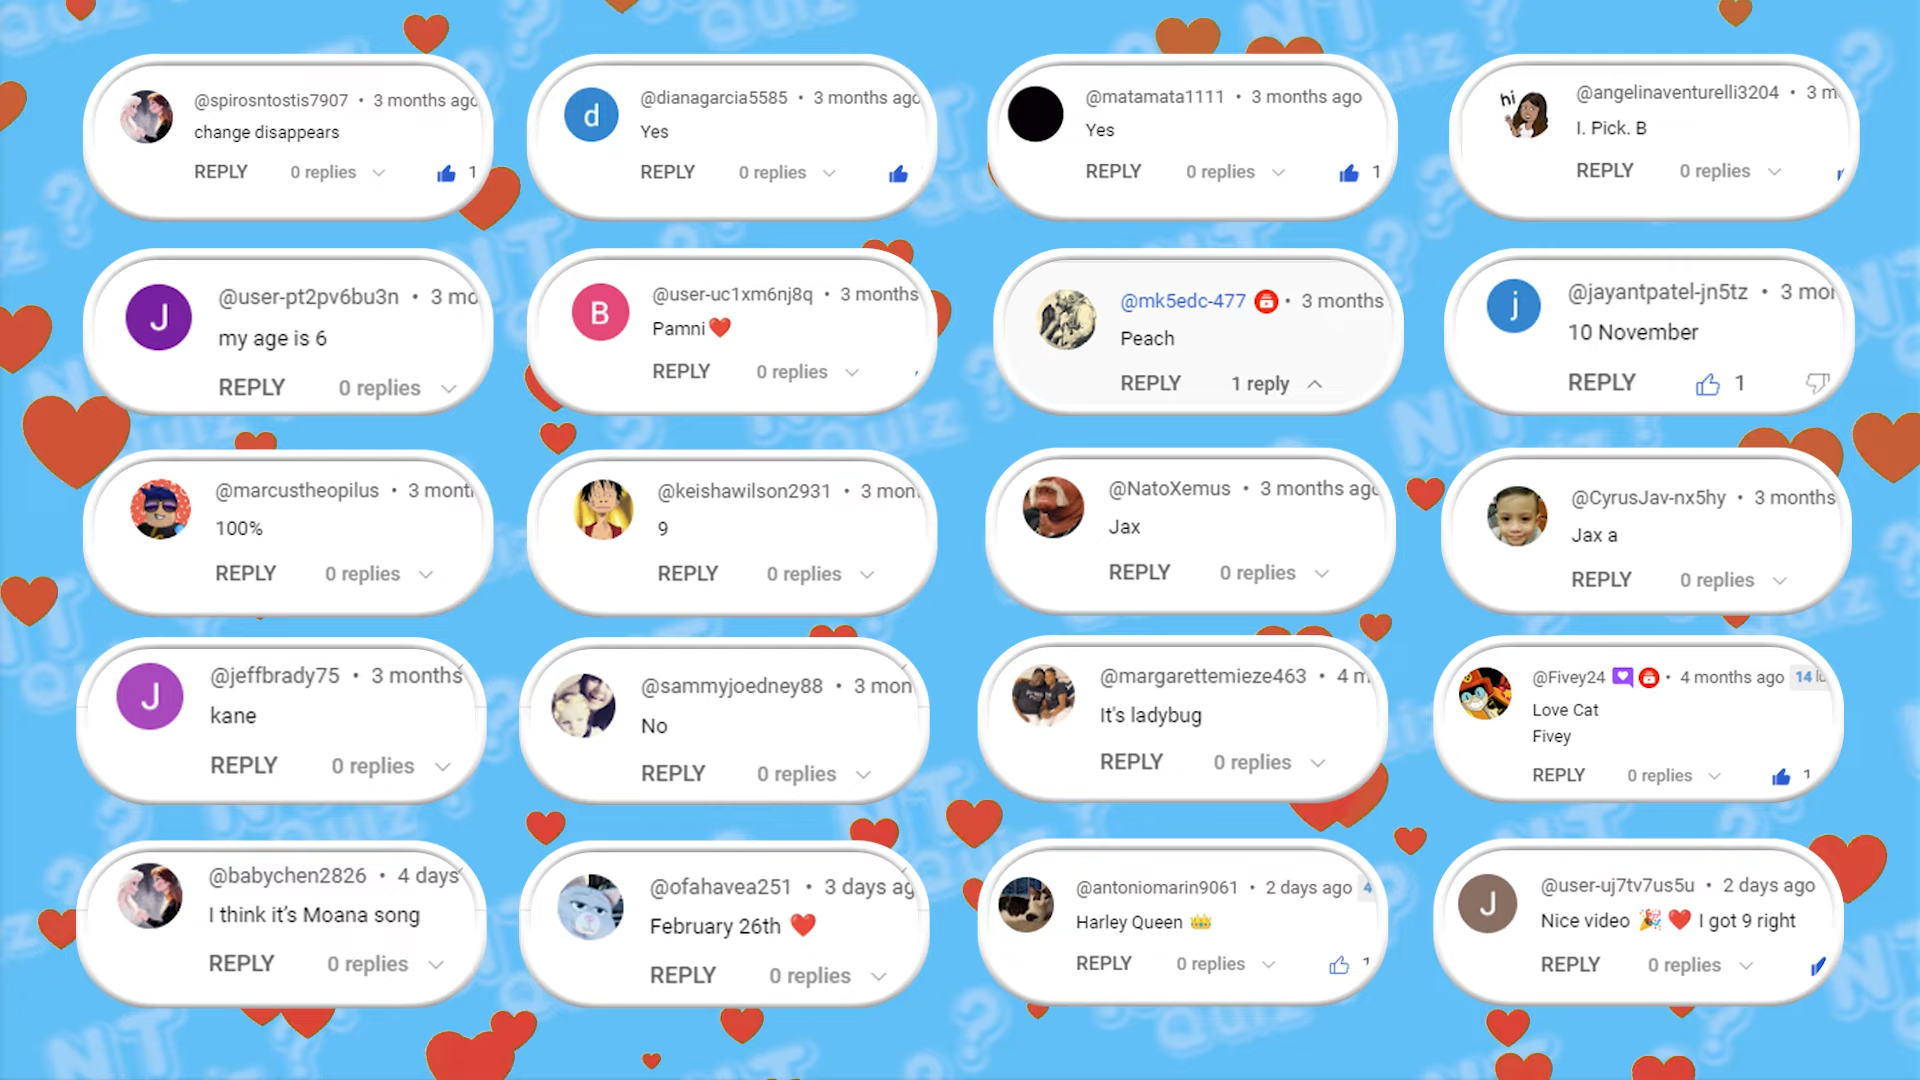 @spirosntostis7907 • 3 months ago
change disappears
REPLY 0 replies 1
@dianagarcia5585 • 3 months ago
Yes
REPLY 0 replies
@matamata1111 • 3 months ago
Yes
REPLY 0 replies 1
hi
@angelinaventurelli3204 • 3 m
I. Pick. B
REPLY 0 replies
J
@user-pt2pv6bu3n • 3 mo
my age is 6
REPLY 0 replies
B
@user-uc1xm6nj8q • 3 months
Pamni❤️
REPLY 0 replies
@mk5edc-477 • 3 months
Peach
REPLY 1 reply
j
@jayantpatel-jn5tz • 3 mon
10 November
REPLY 1
@marcustheopilus • 3 mont
100%
REPLY 0 replies
@keishawilson2931 • 3 mon
9
REPLY 0 replies
@NatoXemus • 3 months ago
Jax
REPLY 0 replies
@CyrusJav-nx5hy • 3 months
Jax a
REPLY 0 replies
J
@jeffbrady75 • 3 months
kane
REPLY 0 replies
@sammyjoedney88 • 3 mon
No
REPLY 0 replies
@margarettemieze463 • 4 m
It's ladybug
REPLY 0 replies
@Fivey24 • 4 months ago 14
Love Cat
Fivey
REPLY 0 replies 1
@babychen2826 • 4 days
I think it’s Moana song
REPLY 0 replies
@ofahavea251 • 3 days ag
February 26th ❤️
REPLY 0 replies
@antoniomarin9061 • 2 days ago 4
Harley Queen 👑
REPLY 0 replies 1
J
@user-uj7tv7us5u • 2 days ago
Nice video 🎉 ❤️ I got 9 right
REPLY 0 replies
NT
Quiz
d